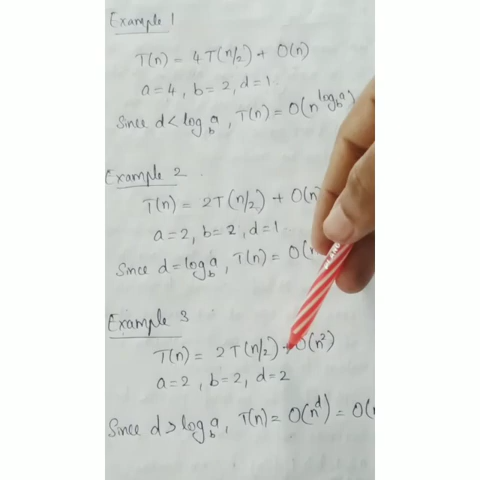 Example 1
T(n) = 4T(n/2) + O(n)
a=4, b=2, d=1
Since d < log_b a, T(n) = O(n^{log_b a})
Example 2
T(n) = 2T(n/2) + O(n
a=2, b=2, d=1
Since d = log_b a, T(n) = O(
Example 3
T(n) = 2T(n/2) + O(n²)
a=2, b=2, d=2
Since d > log_b a, T(n) = O(n^d) = O(